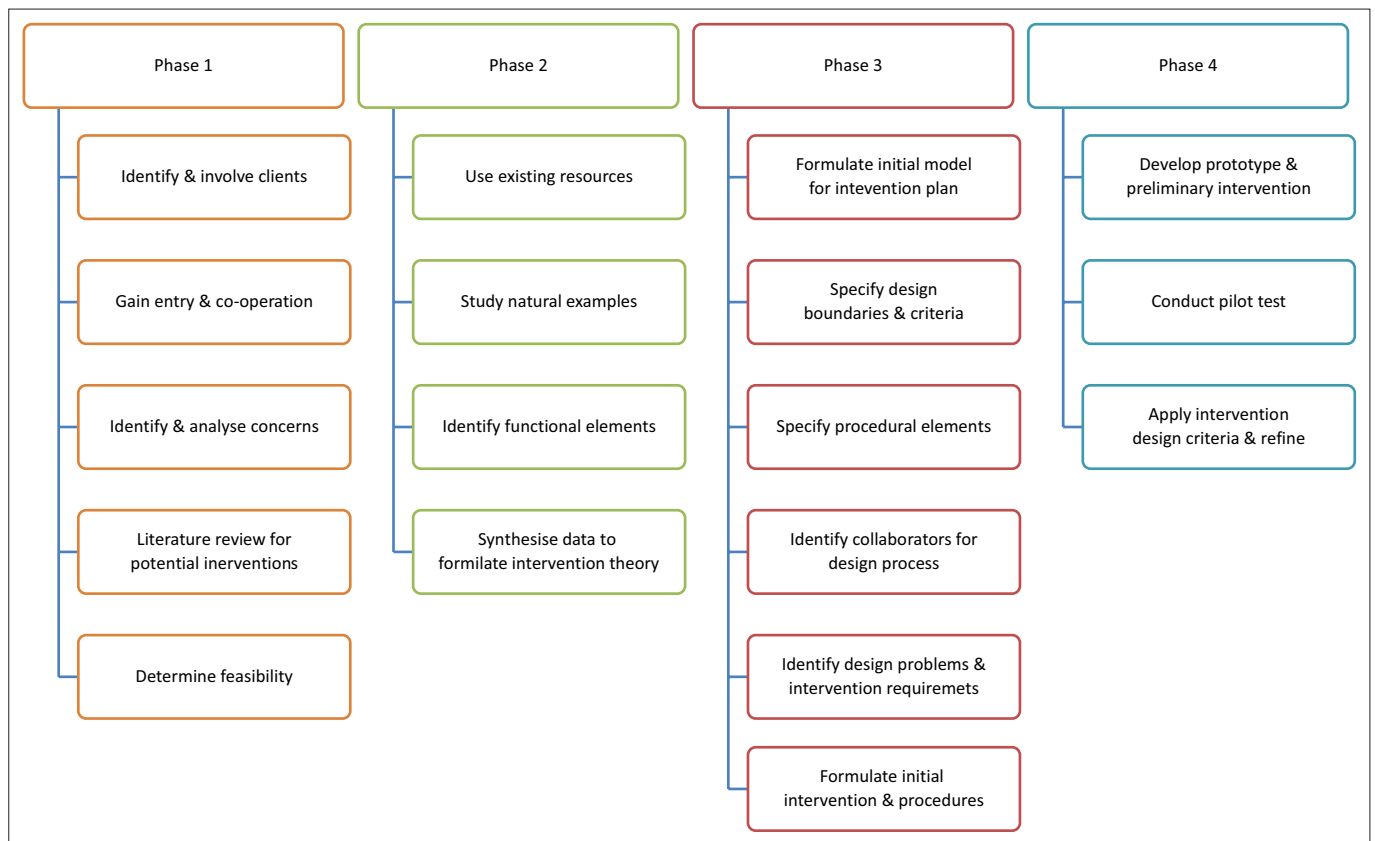 Phase 1
Identify & involve clients
Gain entry & co-operation
Identify & analyse concerns
Literature review for
potential inerventions
Determine feasibility
Phase 2
Use existing resources
Study natural examples
Identify functional elements
Synthesise data to
formilate intervention theory
Phase 3
Formulate initial model
for intevention plan
Specify design
boundaries & criteria
Specify procedural elements
Identify collaborators for
design process
Identify design problems &
intervention requiremets
Formulate initial
intervention & procedures
Phase 4
Develop prototype &
preliminary intervention
Conduct pilot test
Apply intervention
design criteria & refine